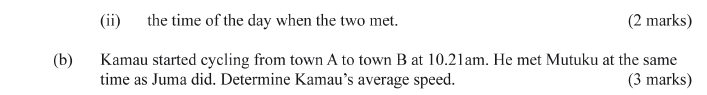 (ii) the time of the day when the two met. (2 marks)
(b) Kamau started cycling from town A to town B at 10.21am. He met Mutuku at the same
time as Juma did. Determine Kamau's average speed. (3 marks)